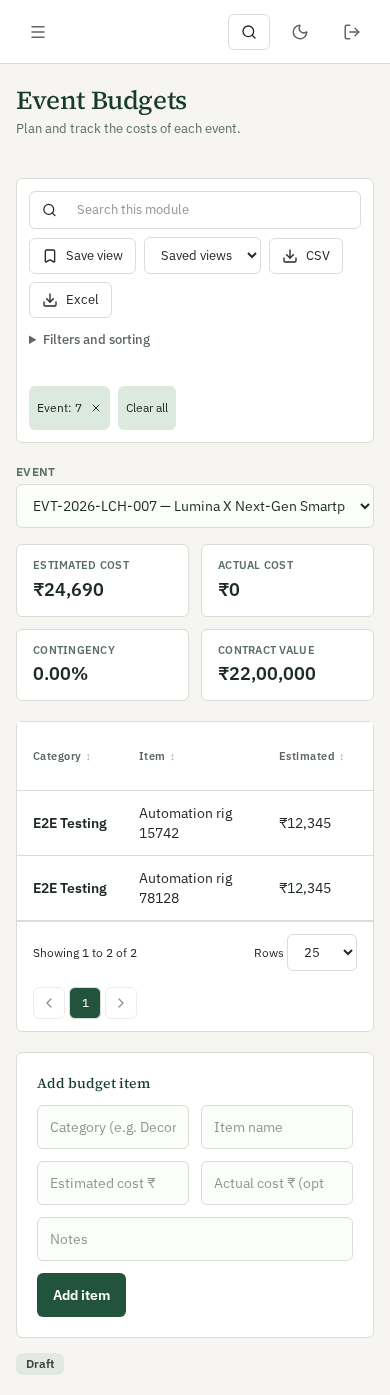 Event Budgets
Plan and track the costs of each event.
Search this module
Save view
Saved views
CSV
Excel
Filters and sorting
Event: 7
Clear all
EVENT
EVT-2026-LCH-007 — Lumina X Next-Gen Smartp
ESTIMATED COST
₹24,690
ACTUAL COST
₹0
CONTINGENCY
0.00%
CONTRACT VALUE
₹22,00,000
Category Item Estimated
E2E Testing Automation rig 15742 ₹12,345
E2E Testing Automation rig 78128 ₹12,345
Showing 1 to 2 of 2 Rows 25
1
Add budget item
Category (e.g. Decor
Item name
Estimated cost ₹
Actual cost ₹ (opt
Notes
Add item
Draft